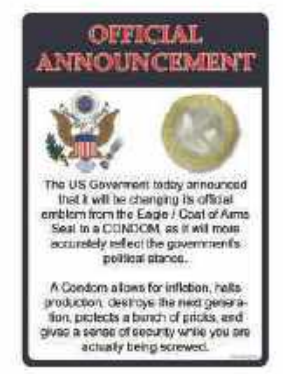 OFFICIAL
ANNOUNCEMENT
The US Goverment today announced
that it will be changing its official
emblem from the Eagle / Coat of Arms
Seal to a CONDOM, as it will more
accurately reflect the government's
political stance.
A Condom allows for inflation, halts
production, destroys the next genera-
tion, protects a bunch of pricks, and
gives a sense of security while you are
actually being screwed.